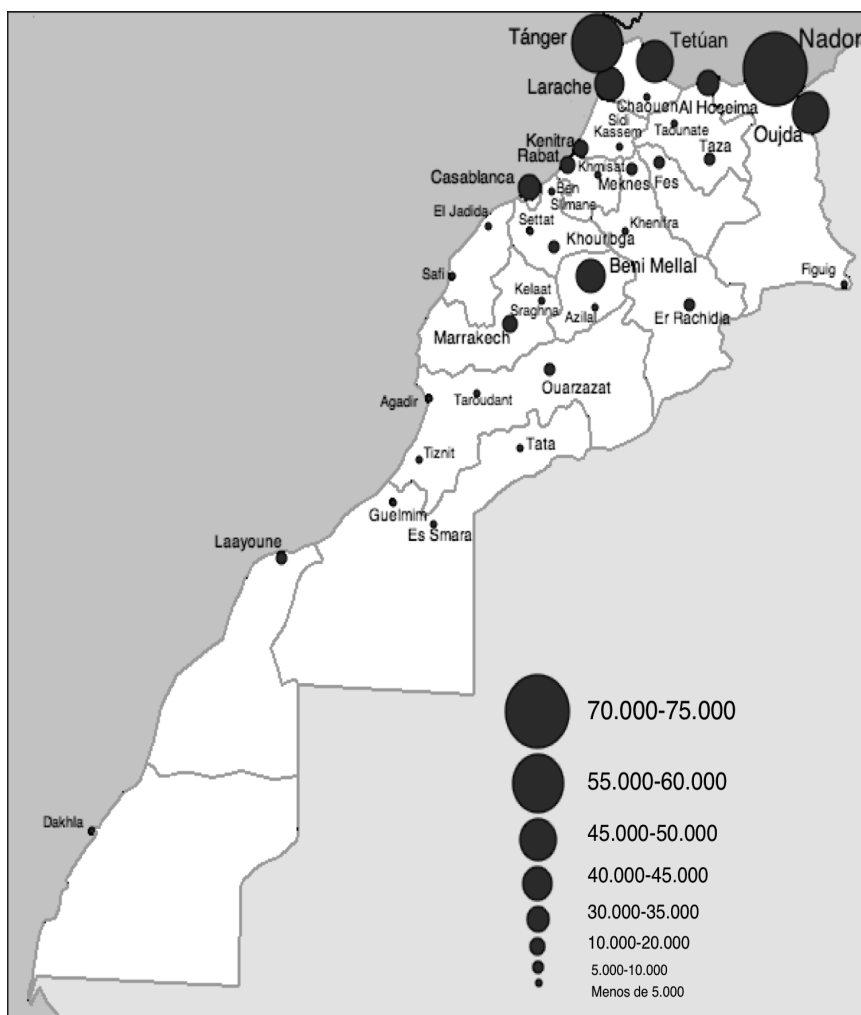 Tánger
Tetúan
Nador
Larache
Chaouen
Al Hoceima
Sidi
Kassem
Taounate
Oujda
Kenitra
Rabat
Khmisat
Taza
Meknes
Fes
Casablanca
Ben
Slimane
El Jadida
Settat
Khenifra
Khouribga
Beni Mellal
Safi
Figuig
Kelaat
Sraghna
Azilal
Er Rachidia
Marrakech
Ouarzazat
Agadir
Taroudant
Tiznit
Tata
Guelmim
Es Smara
Laayoune
70.000-75.000
55.000-60.000
45.000-50.000
Dakhla
40.000-45.000
30.000-35.000
10.000-20.000
5.000-10.000
Menos de 5.000